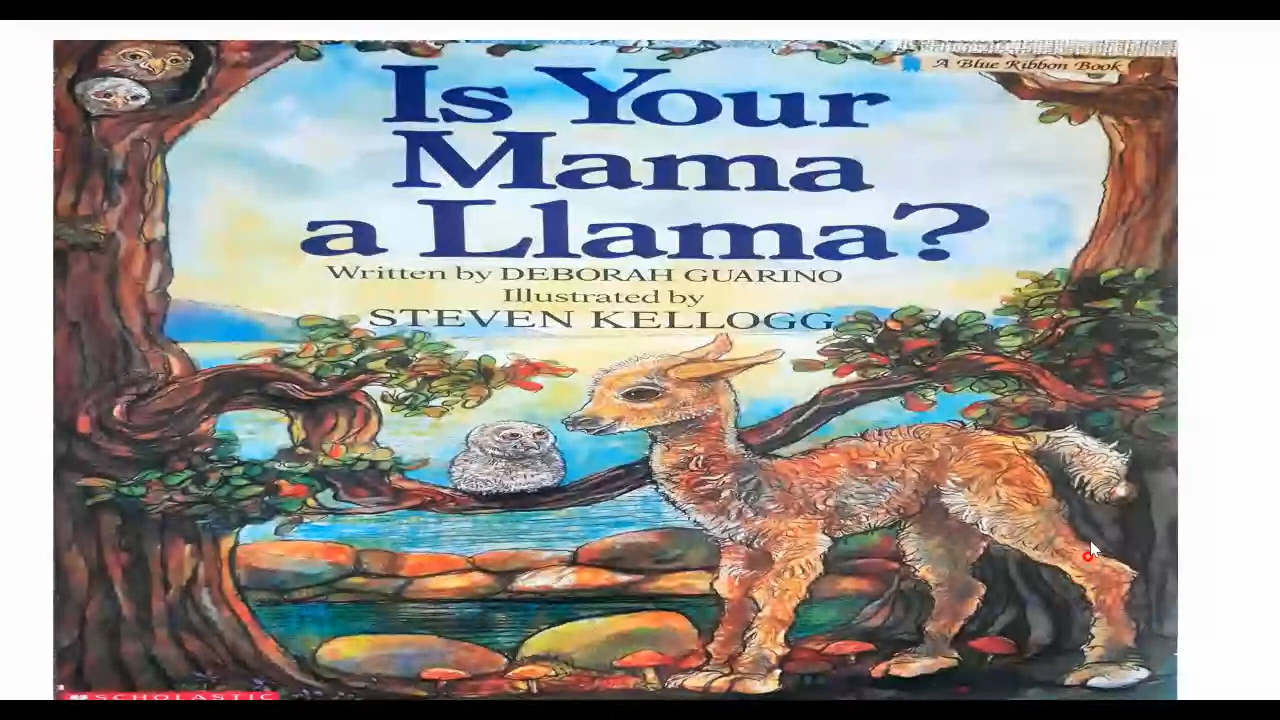 A Blue Ribbon Book
Is Your
Mama
a Llama?
Written by DEBORAH GUARINO
Illustrated by
STEVEN KELLOGG
SCHOLASTIC